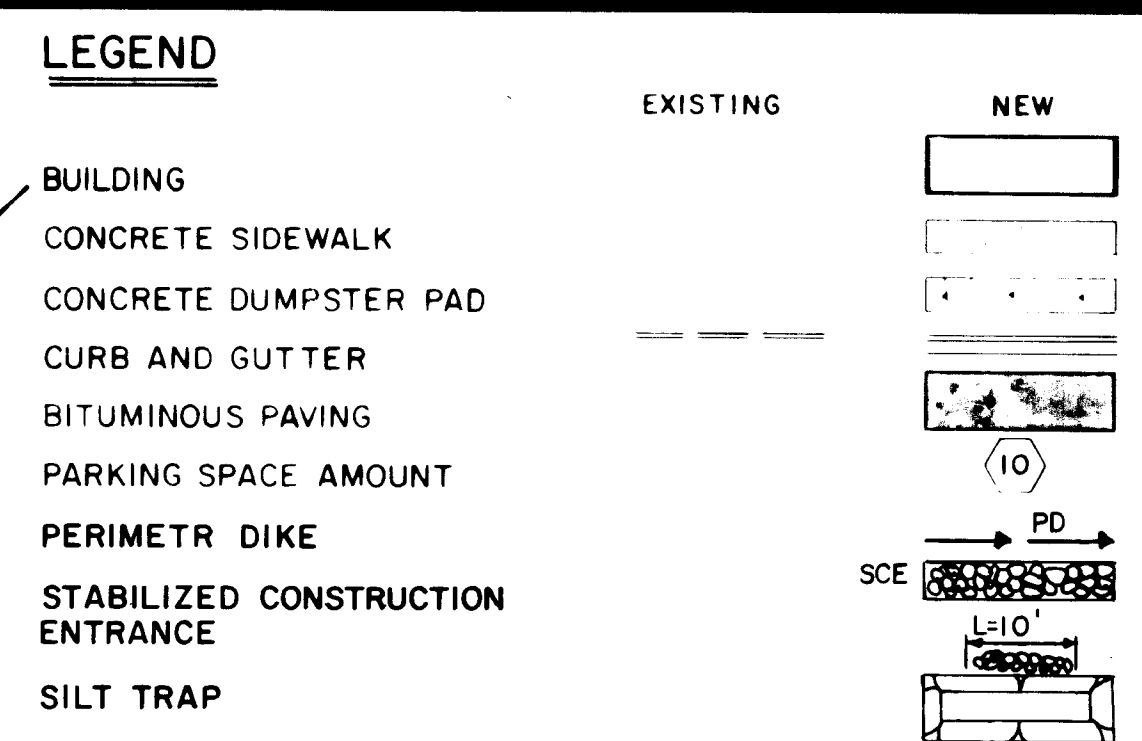 LEGEND
EXISTING NEW
BUILDING
CONCRETE SIDEWALK
CONCRETE DUMPSTER PAD
CURB AND GUTTER
BITUMINOUS PAVING
PARKING SPACE AMOUNT 10
PERIMETR DIKE PD
STABILIZED CONSTRUCTION SCE
ENTRANCE
L=10'
SILT TRAP